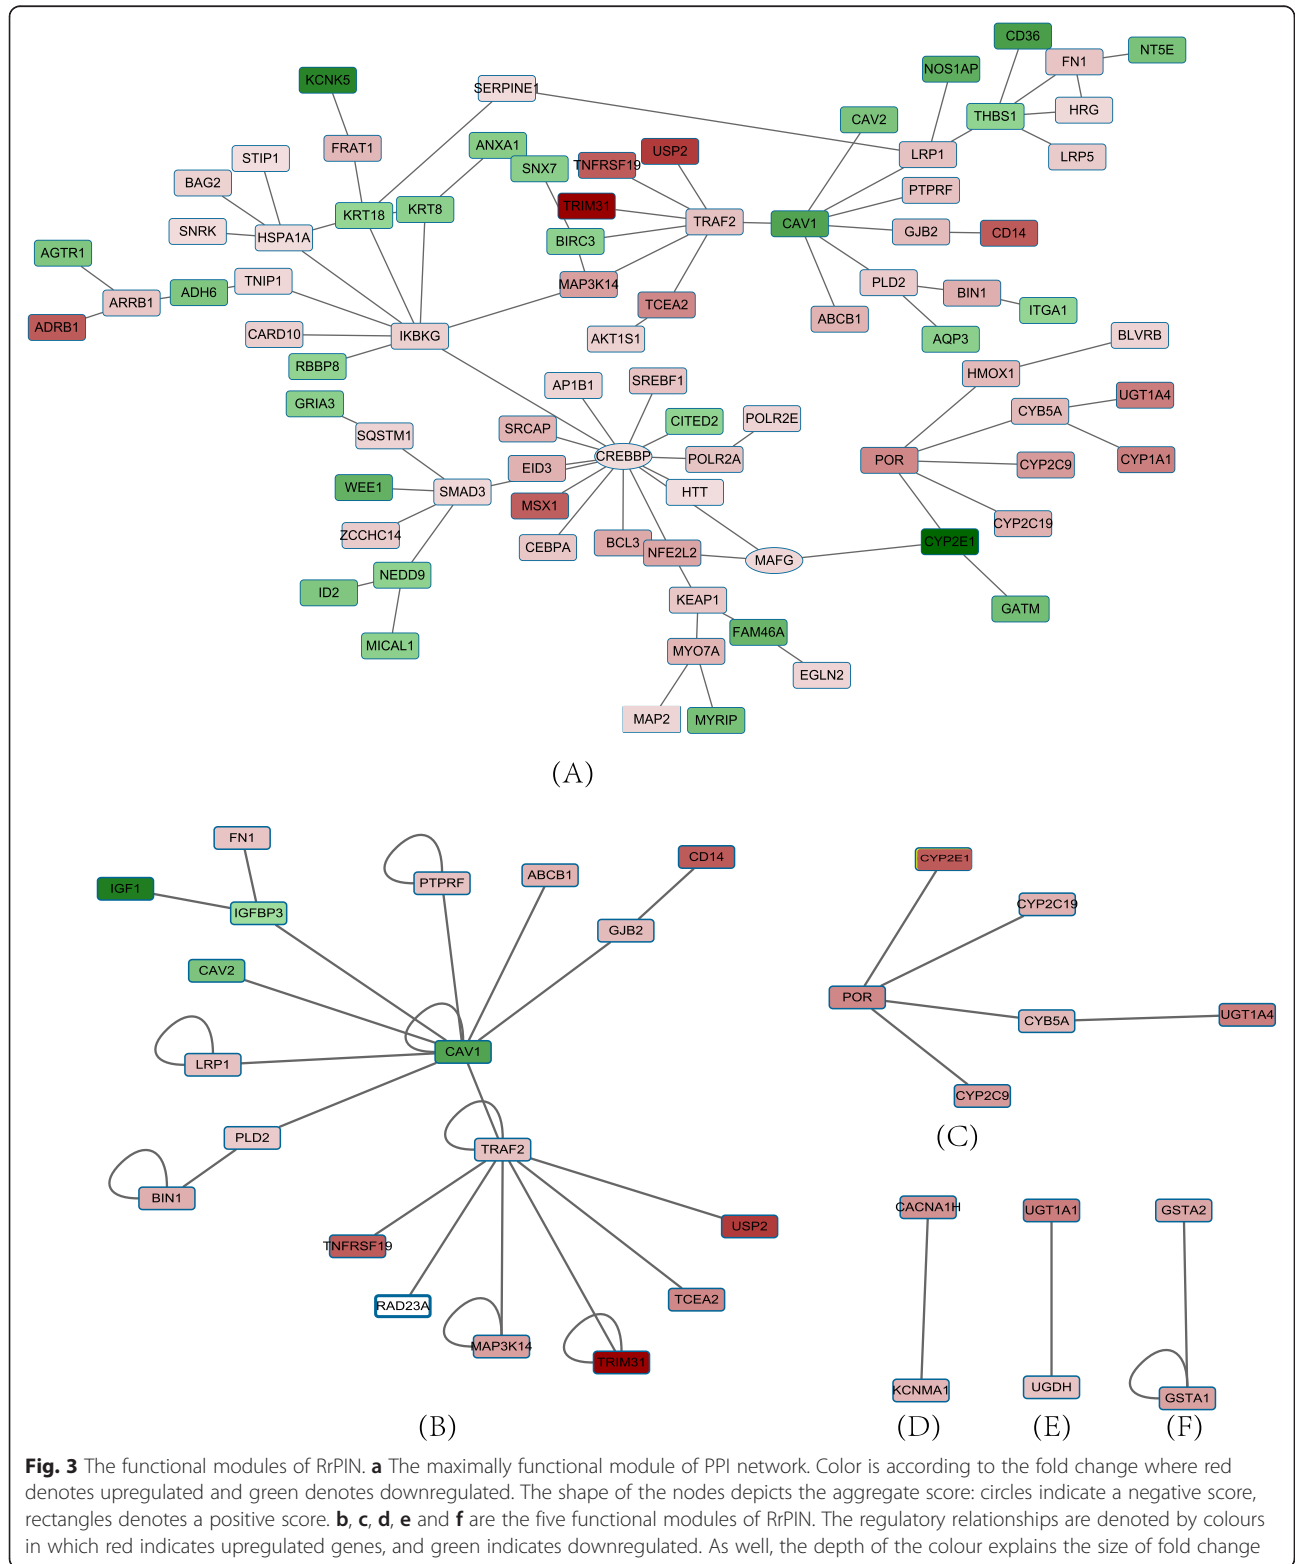 CD36
NT5E
FN1
NOS1AP
KCNK5
SERPINE1
HRG
THBS1
CAV2
ANXA1
FRAT1
USP2
STIP1
LRP1
LRP5
TNFRSF19
SNX7
BAG2
PTPRF
TRIM31
KRT18
KRT8
TRAF2
CAV1
SNRK
HSPA1A
GJB2
CD14
BIRC3
AGTR1
TNIP1
MAP3K14
PLD2
ADH6
BIN1
ARRB1
TCEA2
ITGA1
ABCB1
ADRB1
CARD10
IKBKG
AKT1S1
AQP3
BLVRB
RBBP8
HMOX1
AP1B1
SREBF1
UGT1A4
GRIA3
CYB5A
CITED2
POLR2E
SRCAP
SQSTM1
CREBBP
POLR2A
POR
CYP2C9
CYP1A1
EID3
WEE1
SMAD3
HTT
MSX1
CYP2C19
ZCCHC14
CEBPA
BCL3
NFE2L2
CYP2E1
MAFG
NEDD9
ID2
KEAP1
GATM
FAM46A
MICAL1
MYO7A
EGLN2
MAP2
MYRIP
(A)
FN1
PTPRF
ABCB1
CD14
IGF1
IGFBP3
GJB2
CAV2
CAV1
LRP1
PLD2
TRAF2
BIN1
USP2
TNFRSF19
RAD23A
TCEA2
MAP3K14
TRIM31
(B)
CYP2E1
CYP2C19
POR
CYB5A
UGT1A4
CYP2C9
(C)
CACNA1H
KCNMA1
(D)
UGT1A1
UGDH
(E)
GSTA2
GSTA1
(F)
Fig. 3 The functional modules of RrPIN. a The maximally functional module of PPI network. Color is according to the fold change where red
denotes upregulated and green denotes downregulated. The shape of the nodes depicts the aggregate score: circles indicate a negative score,
rectangles denotes a positive score. b, c, d, e and f are the five functional modules of RrPIN. The regulatory relationships are denoted by colours
in which red indicates upregulated genes, and green indicates downregulated. As well, the depth of the colour explains the size of fold change